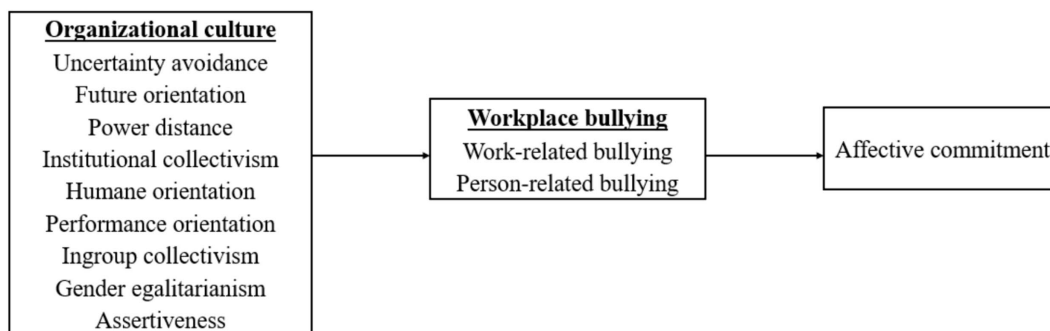 Organizational culture
Uncertainty avoidance
Future orientation
Power distance
Institutional collectivism
Humane orientation
Performance orientation
Ingroup collectivism
Gender egalitarianism
Assertiveness
Workplace bullying
Work-related bullying
Person-related bullying
Affective commitment